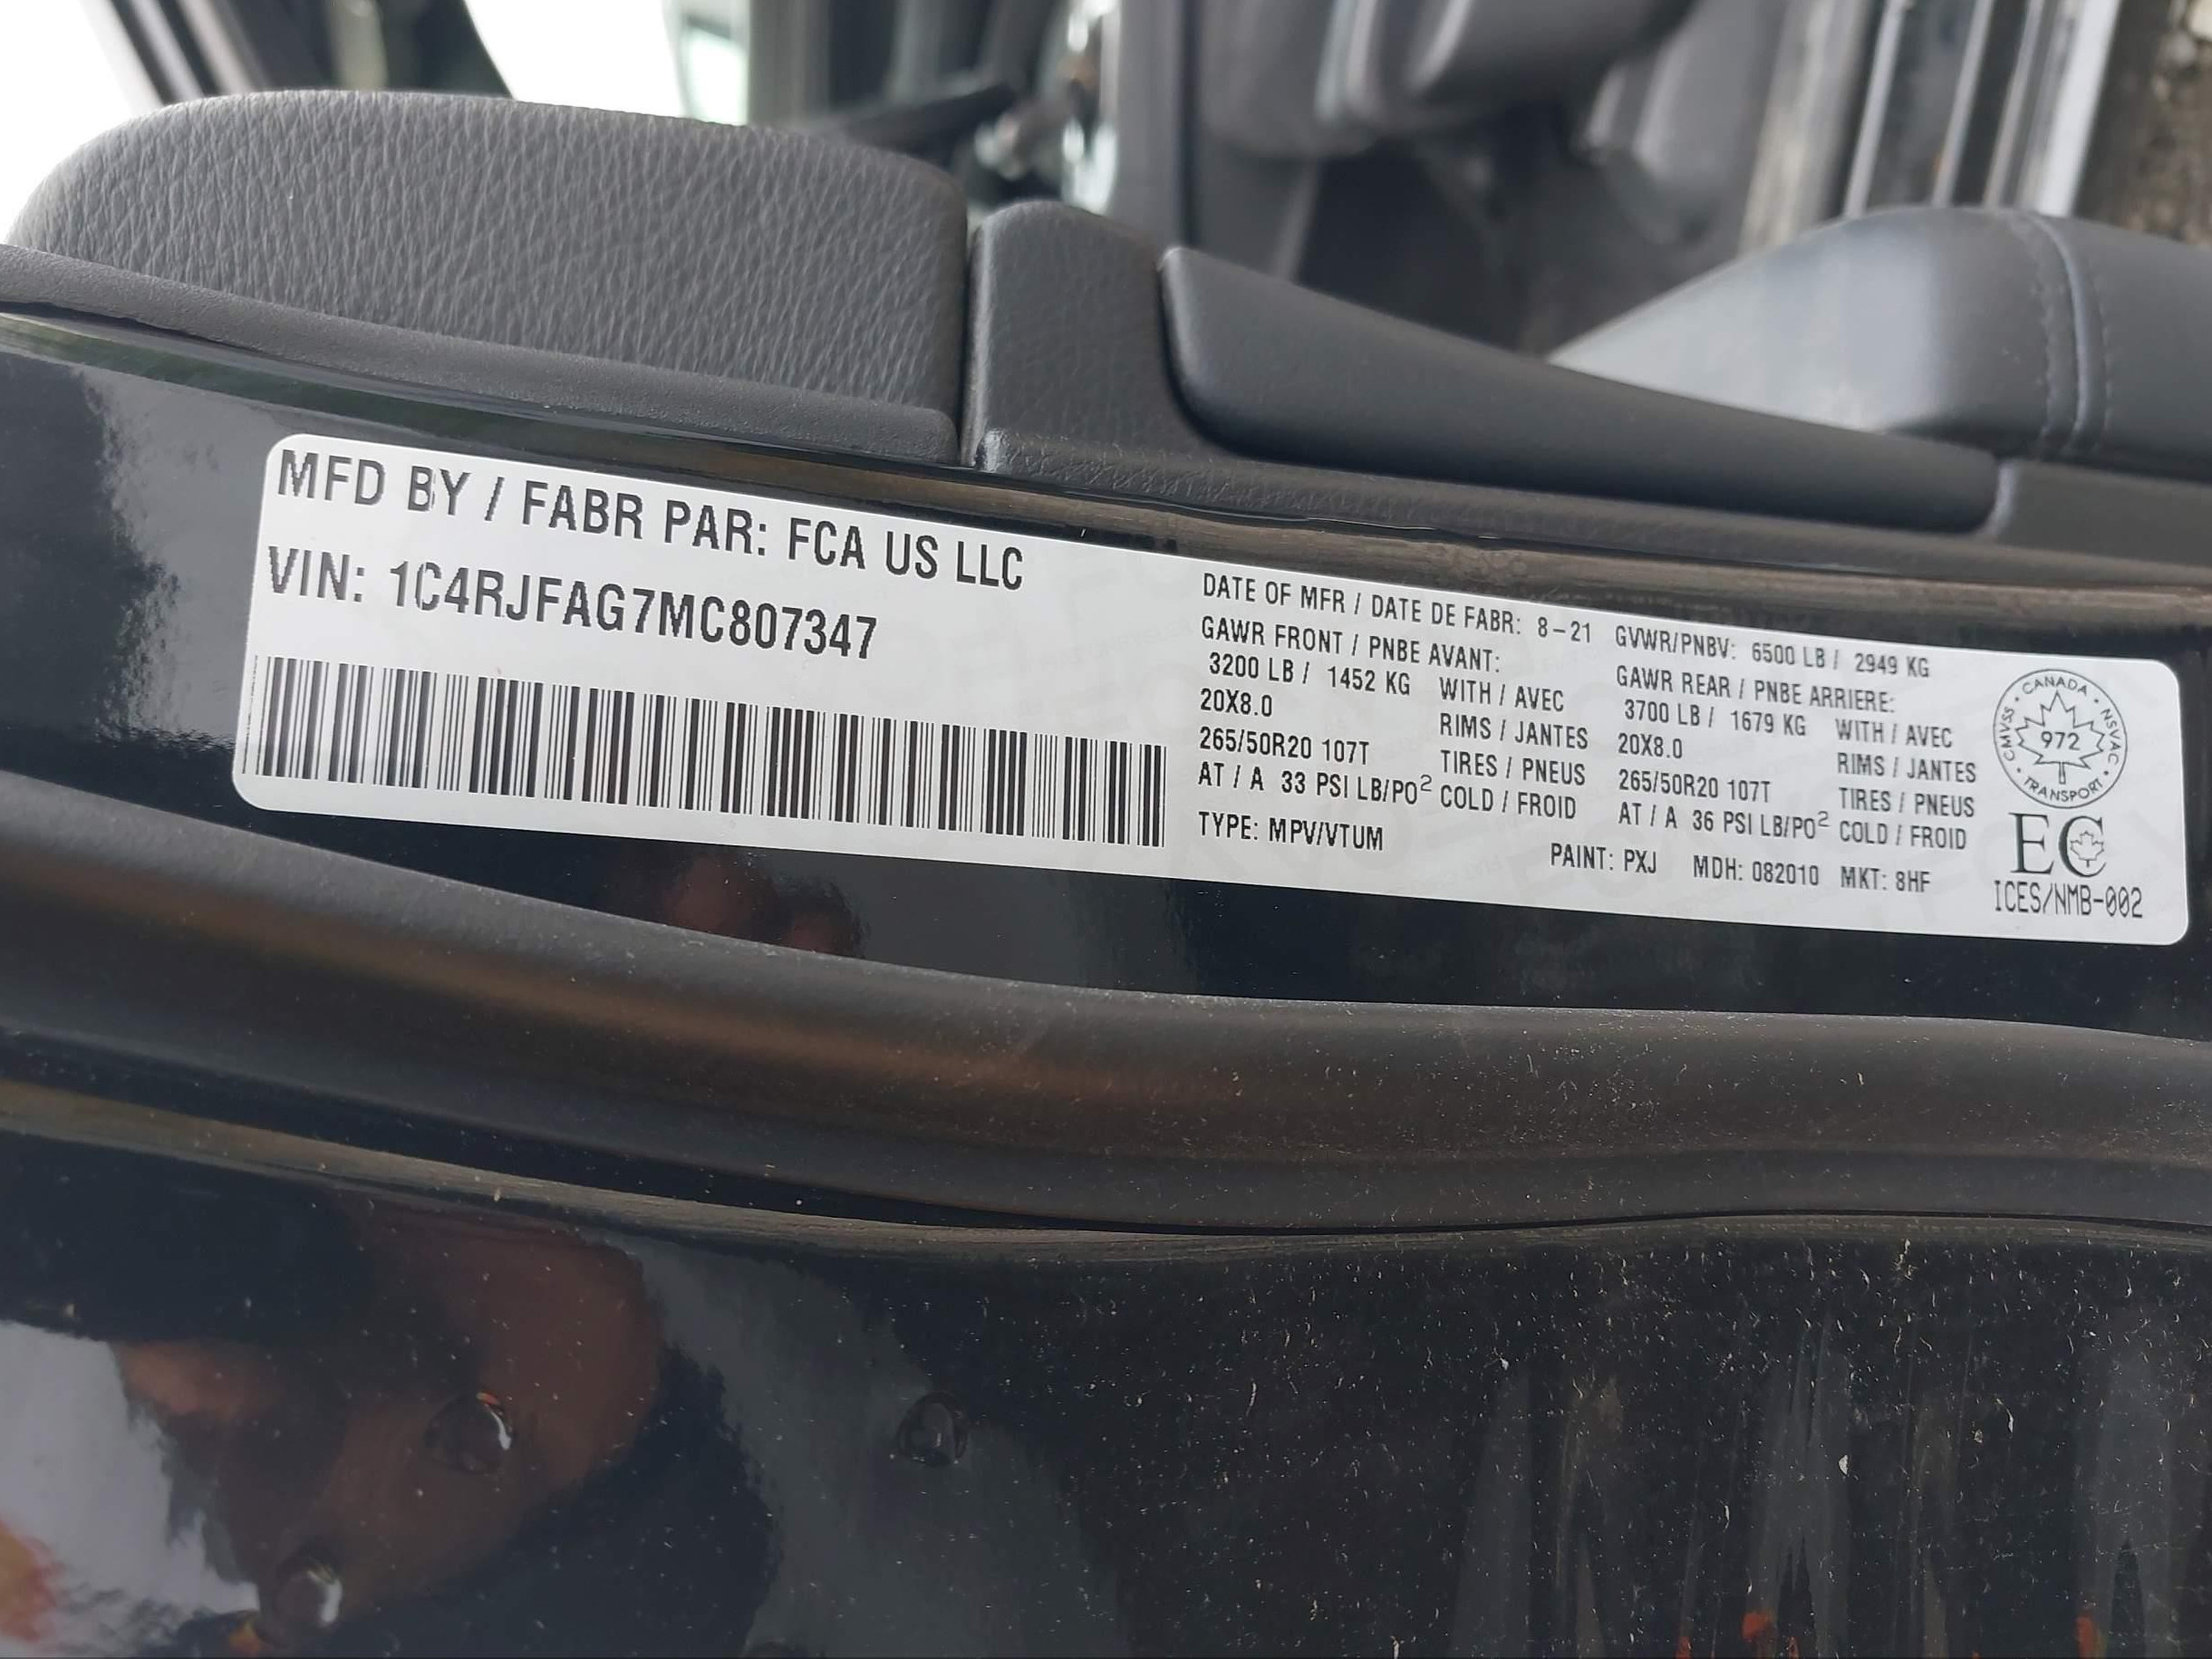 MFD BY / FABR PAR: FCA US LLC
VIN: 1C4RJFAG7MC807347
DATE OF MFR / DATE DE FABR: 8-21 GVWR/PNBV: 6500 LB / 2949 KG
GAWR FRONT / PNBE AVANT:
3200 LB / 1452 KG WITH / AVEC
20X8.0 RIMS / JANTES
265/50R20 107T TIRES / PNEUS
AT / A 33 PSI LB/PO² COLD / FROID
GAWR REAR / PNBE ARRIERE:
3700 LB / 1679 KG WITH / AVEC
20X8.0 RIMS / JANTES
265/50R20 107T TIRES / PNEUS
AT / A 36 PSI LB/PO² COLD / FROID
TYPE: MPV/VTUM
PAINT: PXJ MDH: 082010 MKT: 8HF
CANADA · NSVAC · TRANSPORT · CMVSS ·
972
EC
ICES/NMB-002